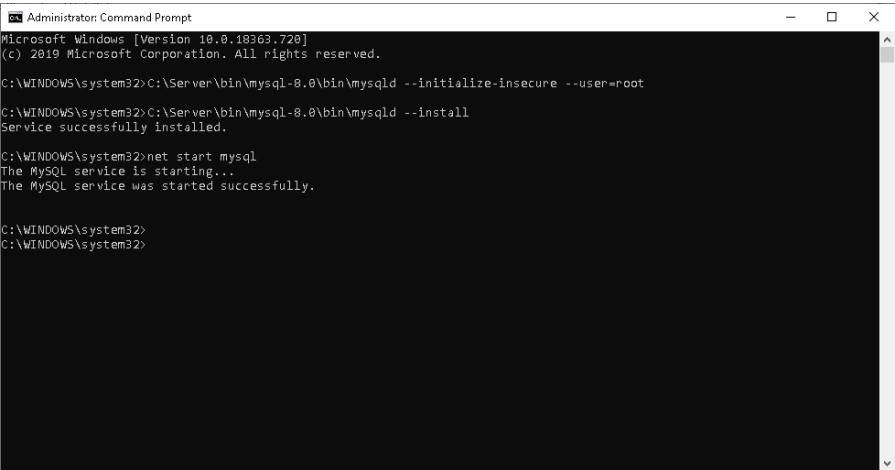 Administrator: Command Prompt
Microsoft Windows [Version 10.0.18363.720]
(c) 2019 Microsoft Corporation. All rights reserved.
C:\WINDOWS\system32>C:\Server\bin\mysql-8.0\bin\mysqld --initialize-insecure --user=root
C:\WINDOWS\system32>C:\Server\bin\mysql-8.0\bin\mysqld --install
Service successfully installed.
C:\WINDOWS\system32>net start mysql
The MySQL service is starting...
The MySQL service was started successfully.
C:\WINDOWS\system32>
C:\WINDOWS\system32>